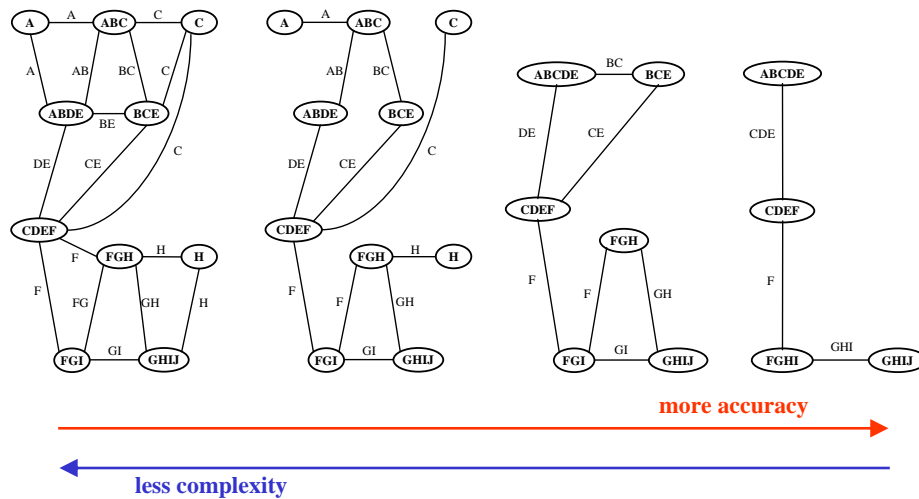 A A ABC C C
A AB BC C
ABDE BE BCE
DE CE C
CDEF
F F FGH H H
FG GH H
FGI GI GHIJ
A A ABC C
AB BC
ABDE BCE
DE CE C
CDEF
F F FGH H H
GH
FGI GI GHIJ
ABCDE BC BCE
DE CE
CDEF
F F FGH
GH
FGI GI GHIJ
ABCDE
CDE
CDEF
F
FGHI GHI GHIJ
more accuracy
less complexity